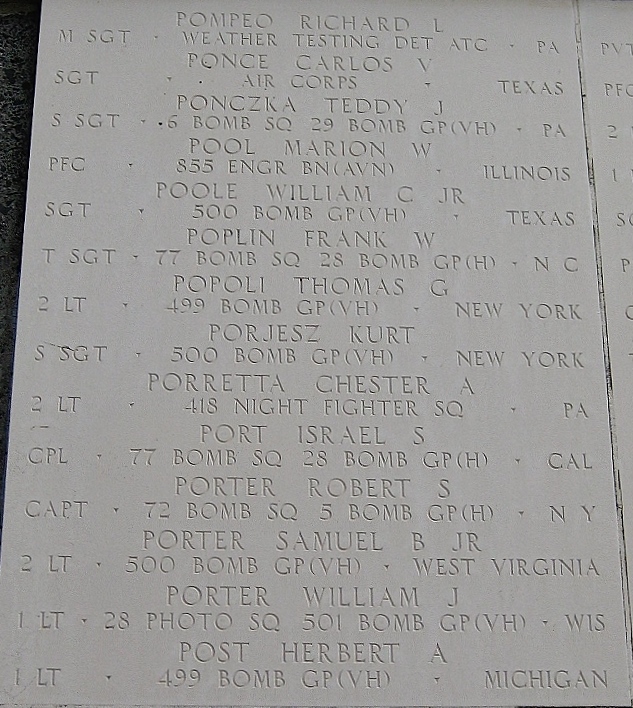 POMPEO RICHARD L
M SGT · WEATHER TESTING DET ATC · PA
PONCE CARLOS V
SGT · AIR CORPS · TEXAS
PONCZKA TEDDY J
S SGT · 6 BOMB SQ 29 BOMB GP(VH) · PA
POOL MARION W
PFC · 855 ENGR BN(AVN) · ILLINOIS
POOLE WILLIAM C JR
SGT · 500 BOMB GP(VH) · TEXAS
POPLIN FRANK W
T SGT · 77 BOMB SQ 28 BOMB GP(H) · N C
POPOLI THOMAS G
2 LT · 499 BOMB GP(VH) · NEW YORK
PORJESZ KURT
S SGT · 500 BOMB GP(VH) · NEW YORK
PORRETTA CHESTER A
2 LT · 418 NIGHT FIGHTER SQ · PA
PORT ISRAEL S
CPL · 77 BOMB SQ 28 BOMB GP(H) · CAL
PORTER ROBERT S
CAPT · 72 BOMB SQ 5 BOMB GP(H) · N Y
PORTER SAMUEL B JR
2 LT · 500 BOMB GP(VH) · WEST VIRGINIA
PORTER WILLIAM J
1 LT · 28 PHOTO SQ 501 BOMB GP(VH) · WIS
POST HERBERT A
1 LT · 499 BOMB GP(VH) · MICHIGAN
PVT
PFC
2
1